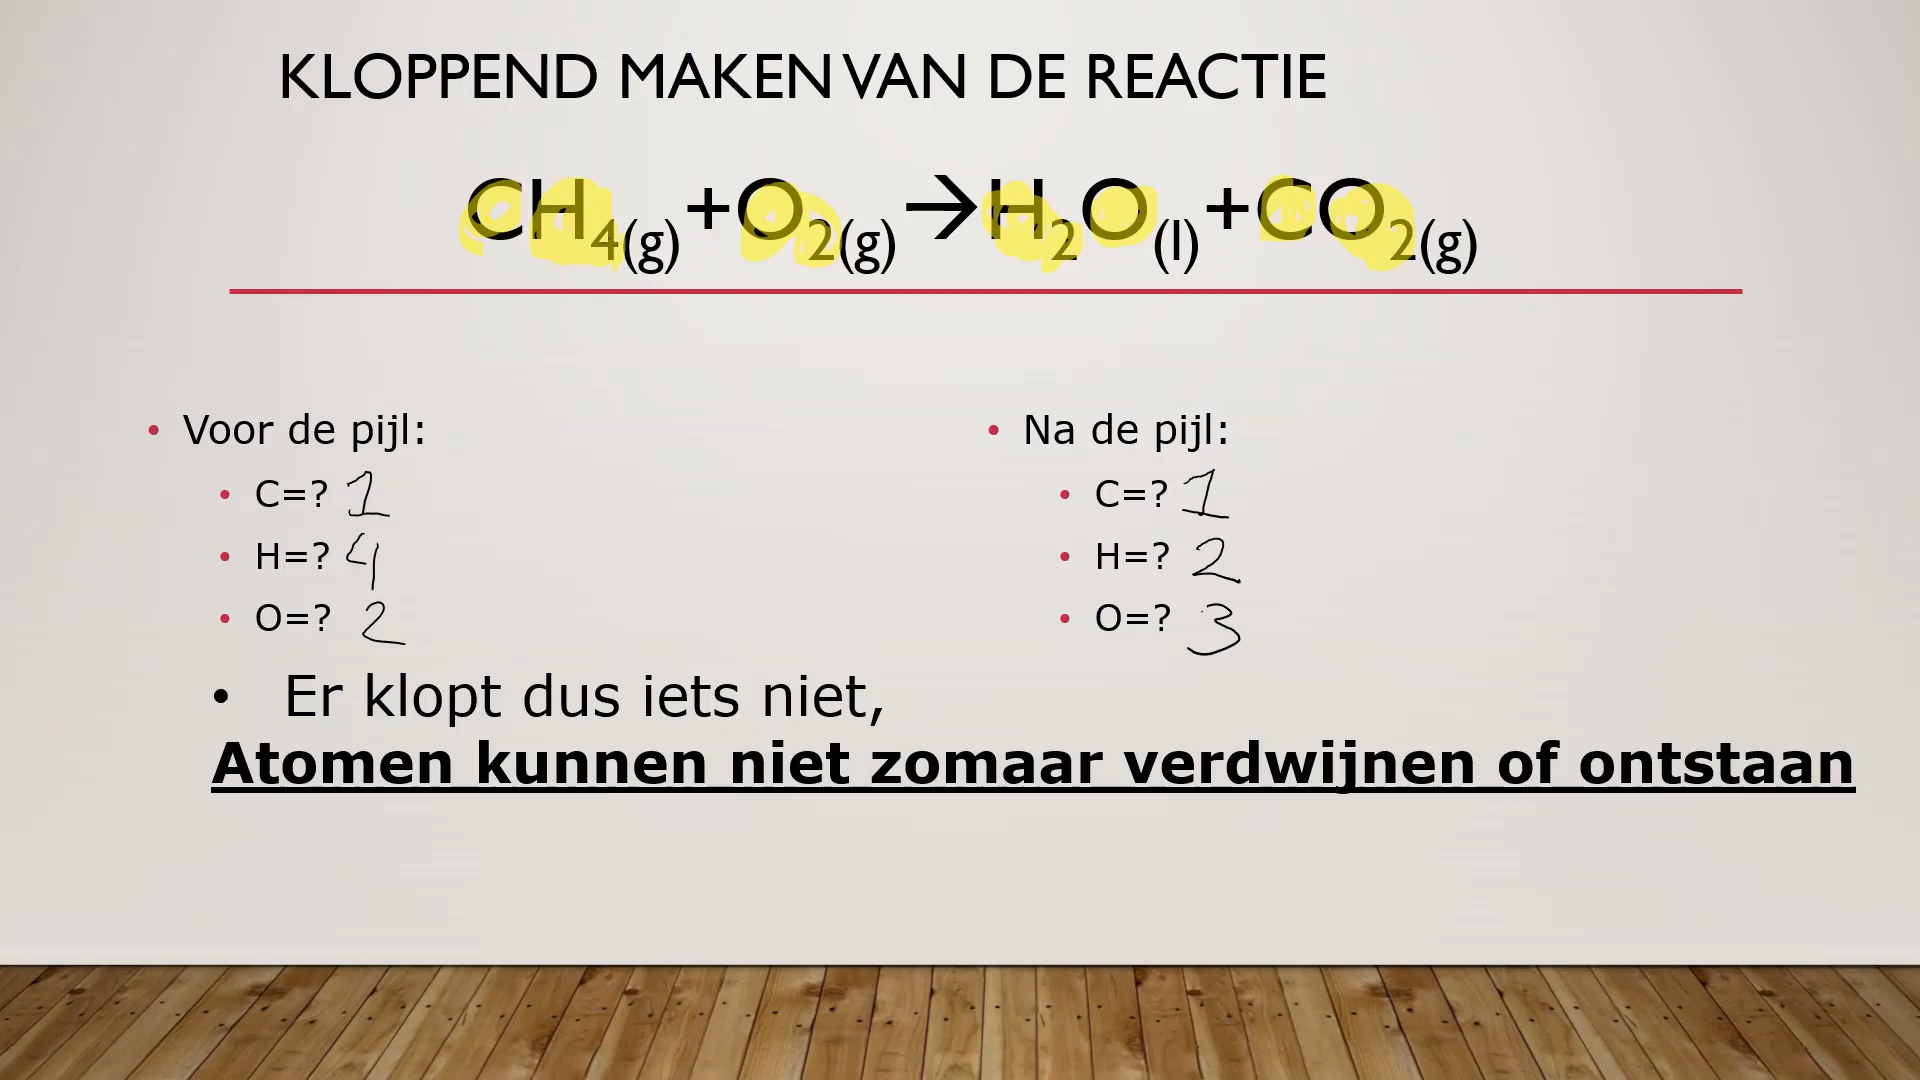 KLOPPEND MAKEN VAN DE REACTIE
CH4(g)+O2(g)→H2O(l)+CO2(g)
• Voor de pijl:
• C=? 1
• H=? 4
• O=? 2
• Na de pijl:
• C=? 1
• H=? 2
• O=? 3
• Er klopt dus iets niet,
Atomen kunnen niet zomaar verdwijnen of ontstaan